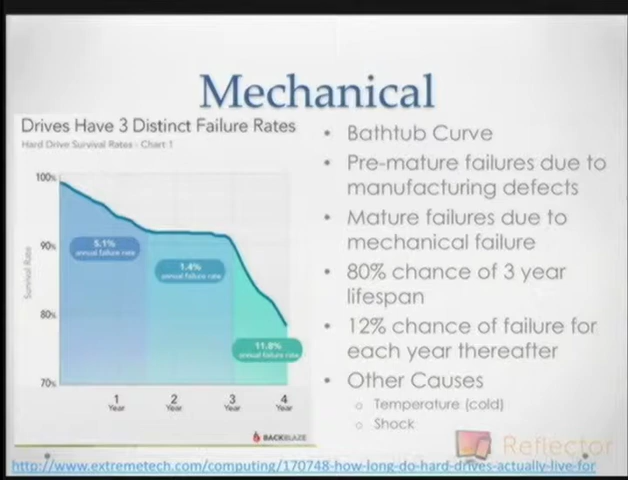 Mechanical
Drives Have 3 Distinct Failure Rates
Hard Drive Survival Rates - Chart 1
100%
90%
80%
70%
Survival Rate
5.1%
annual failure rate
1.4%
annual failure rate
11.8%
annual failure rate
1
Year
2
Year
3
Year
4
Year
BACKBLAZE
• Bathtub Curve
• Pre-mature failures due to
manufacturing defects
• Mature failures due to
mechanical failure
• 80% chance of 3 year
lifespan
• 12% chance of failure for
each year thereafter
• Other Causes
o Temperature (cold)
o Shock
Reflector
http://www.extremetech.com/computing/170748-how-long-do-hard-drives-actually-live-for